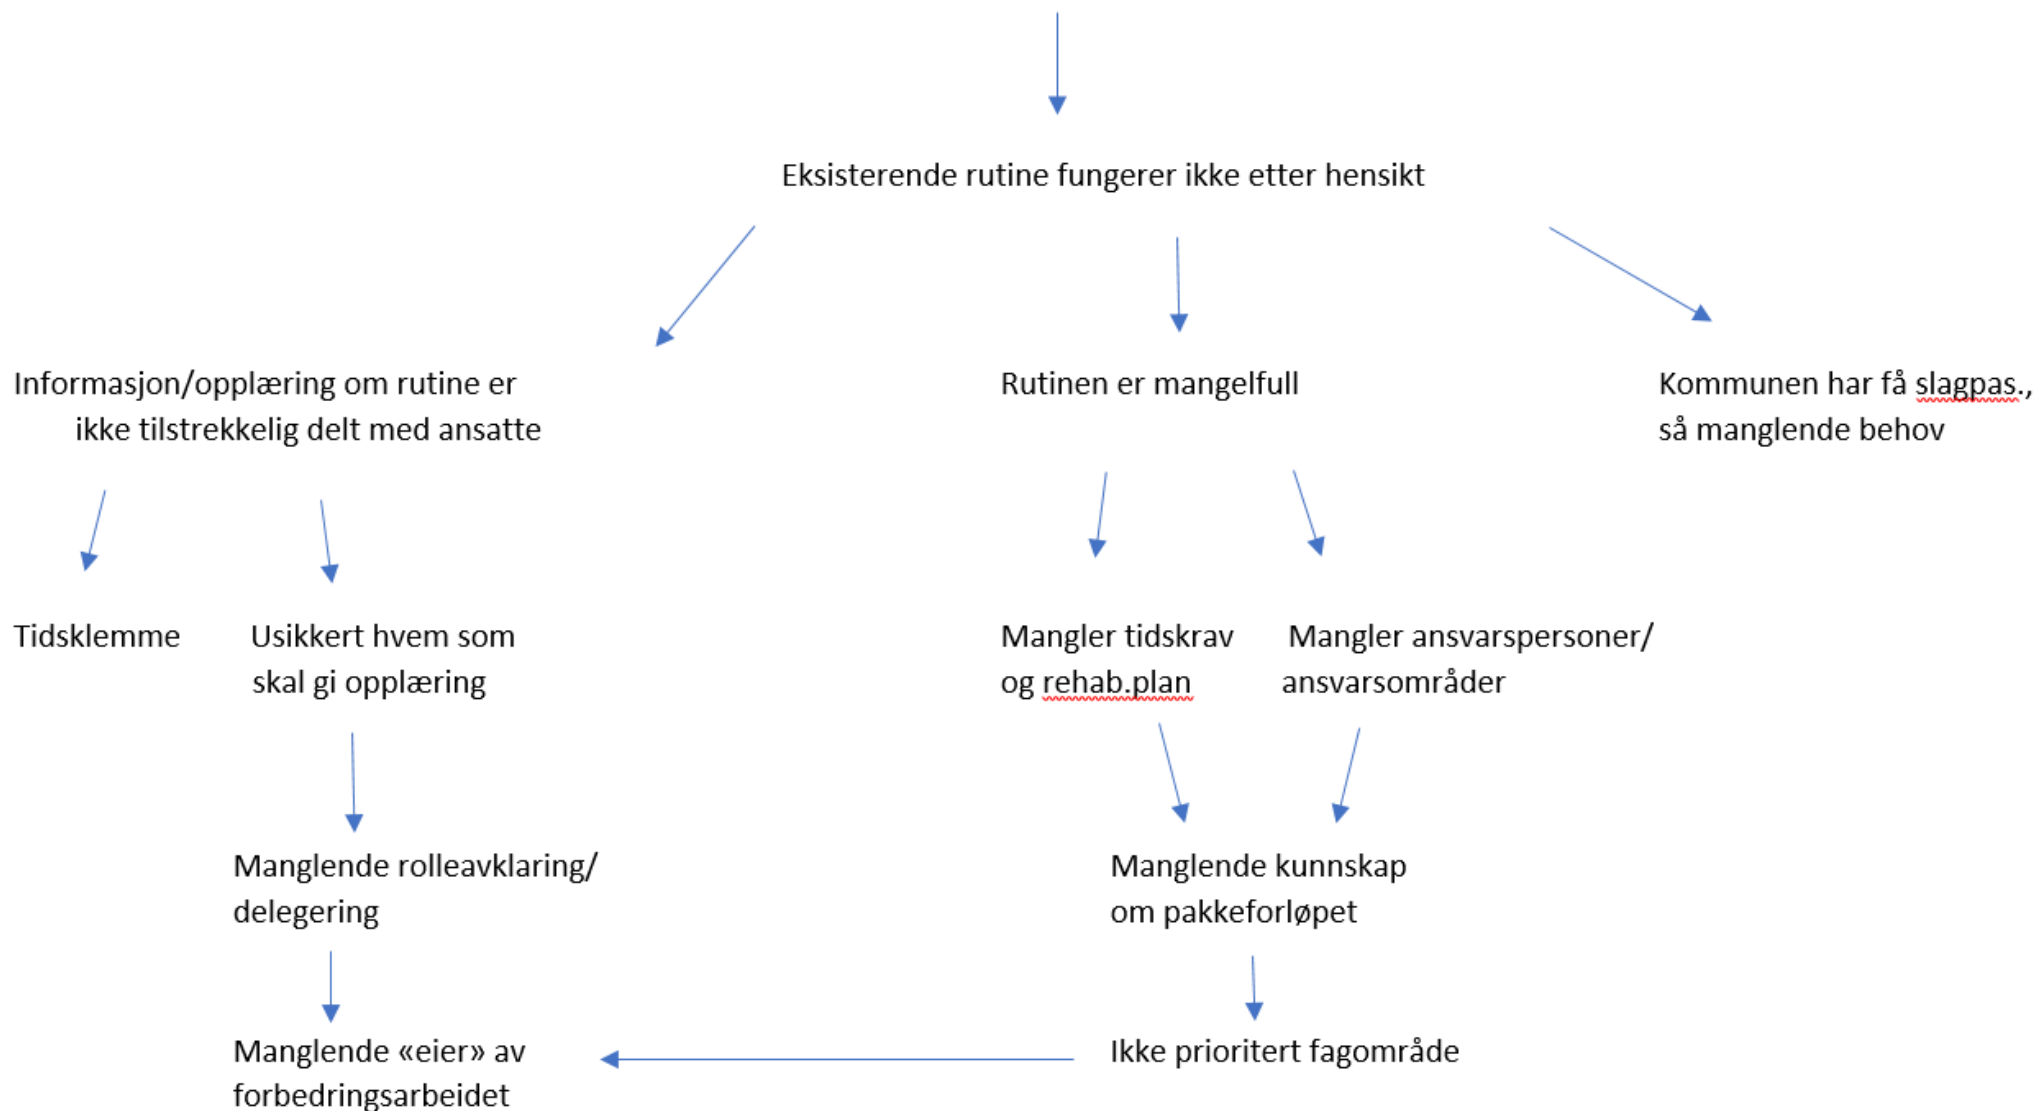 Eksisterende rutine fungerer ikke etter hensikt
Informasjon/opplæring om rutine er
ikke tilstrekkelig delt med ansatte
Rutinen er mangelfull
Kommunen har få slagpas.,
så manglende behov
Tidsklemme
Usikkert hvem som
skal gi opplæring
Mangler tidskrav
og rehab.plan
Mangler ansvarspersoner/
ansvarsområder
Manglende rolleavklaring/
delegering
Manglende kunnskap
om pakkeforløpet
Manglende «eier» av
forbedringsarbeidet
Ikke prioritert fagområde